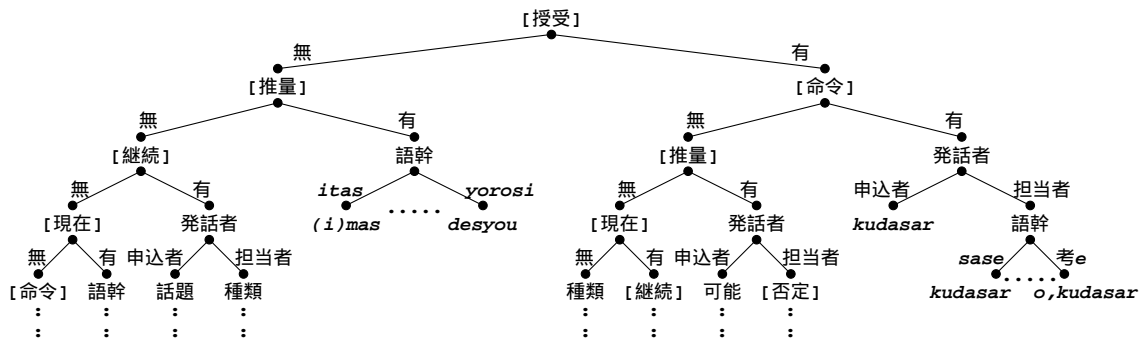 [授受]
無 有
[推量] [命令]
無 有 無 有
[継続] 語幹 [推量] 発話者
無 有 itas yorosi 無 有 申込者 担当者
[現在] 発話者 (i)mas ..... desyou [現在] 発話者 kudasar 語幹
無 有 申込者 担当者 無 有 申込者 担当者 sase 考e
[命令] 語幹 話題 種類 種類 [継続] 可能 [否定] kudasar ..... o,kudasar